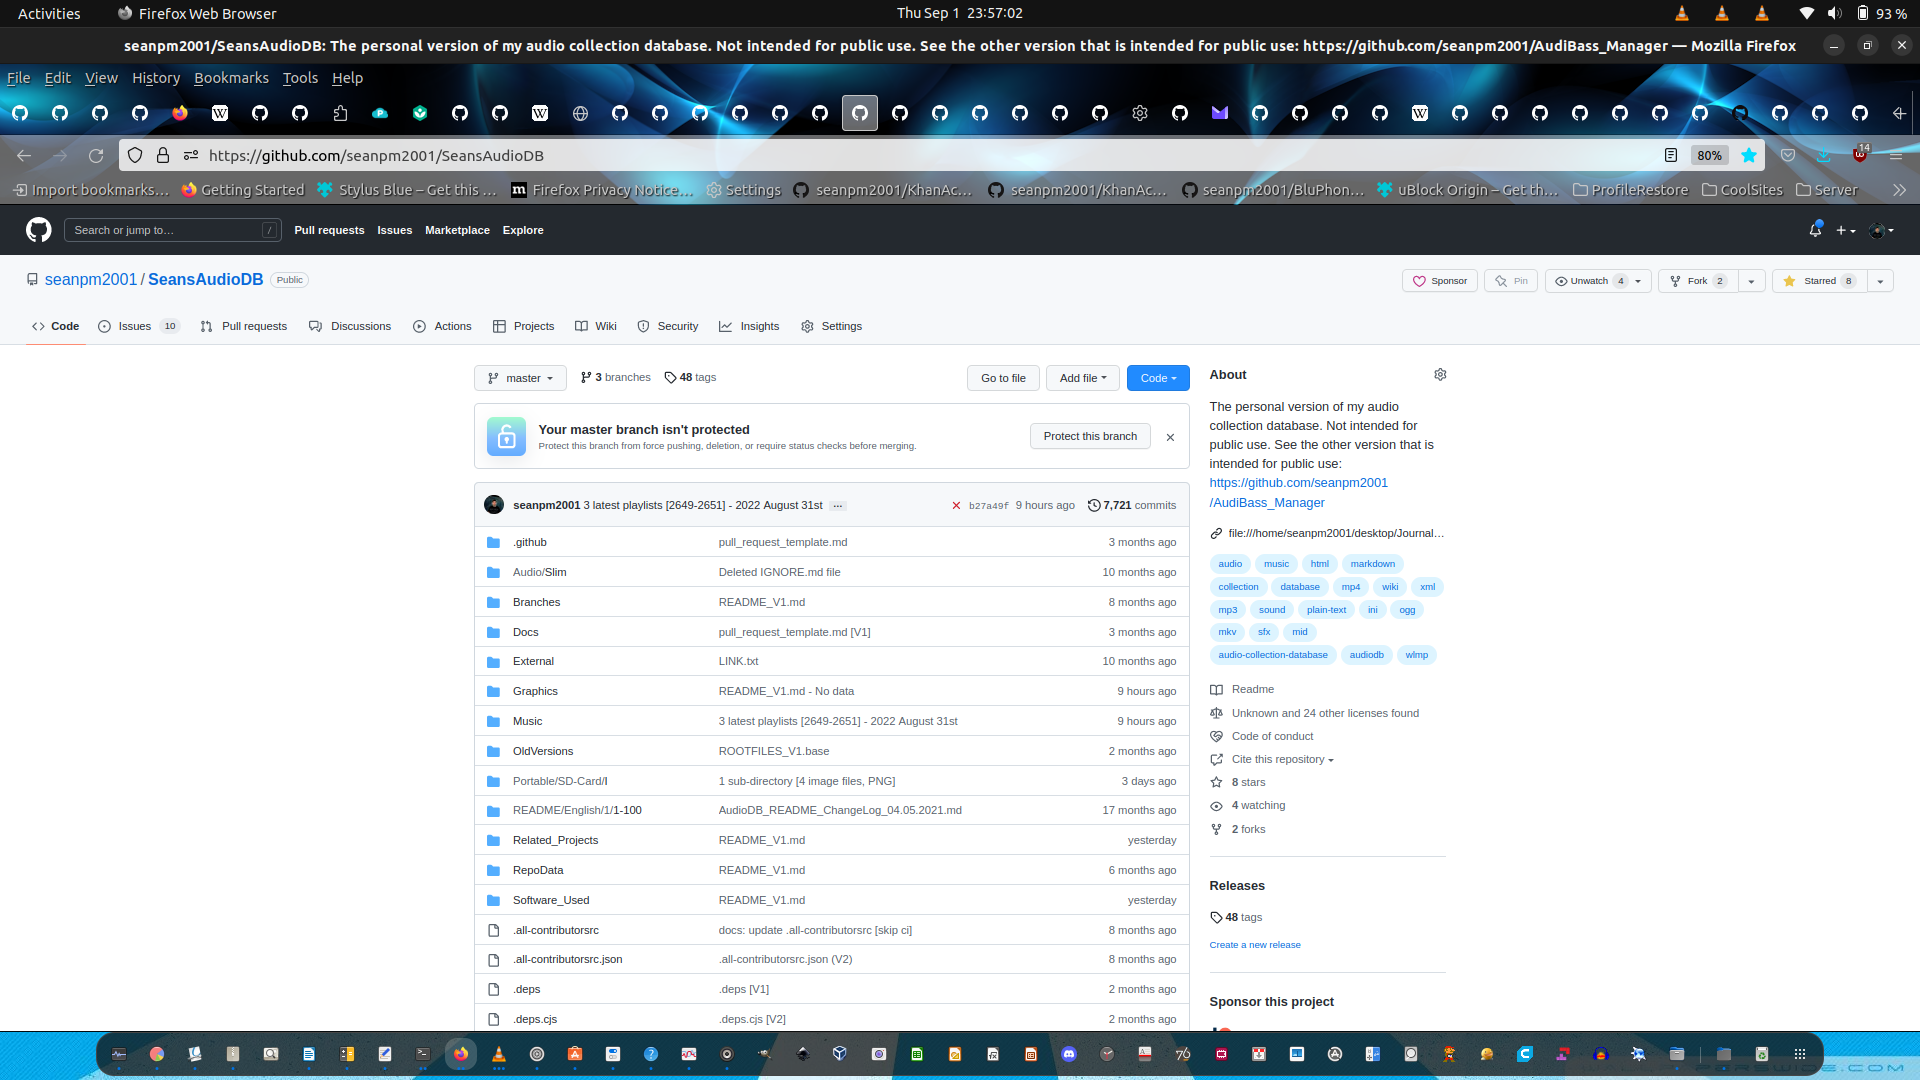 Activities Firefox Web Browser Thu Sep 1 23:57:02 93 %
seanpm2001/SeansAudioDB: The personal version of my audio collection database. Not intended for public use. See the other version that is intended for public use: https://github.com/seanpm2001/AudiBass_Manager — Mozilla Firefox
File Edit View History Bookmarks Tools Help
https://github.com/seanpm2001/SeansAudioDB 80% 14
Import bookmarks… Getting Started Stylus Blue – Get this … Firefox Privacy Notice… Settings seanpm2001/KhanAc… seanpm2001/KhanAc… seanpm2001/BluPhon… uBlock Origin – Get th… ProfileRestore CoolSites Server
Search or jump to… / Pull requests Issues Marketplace Explore
seanpm2001 / SeansAudioDB Public Sponsor Pin Unwatch 4 Fork 2 Starred 8
Code Issues 10 Pull requests Discussions Actions Projects Wiki Security Insights Settings
master 3 branches 48 tags Go to file Add file Code
Your master branch isn't protected
Protect this branch from force pushing, deletion, or require status checks before merging.
Protect this branch
seanpm2001 3 latest playlists [2649-2651] - 2022 August 31st ... b27a49f 9 hours ago 7,721 commits
.github pull_request_template.md 3 months ago
Audio/Slim Deleted IGNORE.md file 10 months ago
Branches README_V1.md 8 months ago
Docs pull_request_template.md [V1] 3 months ago
External LINK.txt 10 months ago
Graphics README_V1.md - No data 9 hours ago
Music 3 latest playlists [2649-2651] - 2022 August 31st 9 hours ago
OldVersions ROOTFILES_V1.base 2 months ago
Portable/SD-Card/I 1 sub-directory [4 image files, PNG] 3 days ago
README/English/1/1-100 AudioDB_README_ChangeLog_04.05.2021.md 17 months ago
Related_Projects README_V1.md yesterday
RepoData README_V1.md 6 months ago
Software_Used README_V1.md yesterday
.all-contributorsrc docs: update .all-contributorsrc [skip ci] 8 months ago
.all-contributorsrc.json .all-contributorsrc.json (V2) 8 months ago
.deps .deps [V1] 2 months ago
.deps.cjs .deps.cjs [V2] 2 months ago
About
The personal version of my audio
collection database. Not intended for
public use. See the other version that is
intended for public use:
https://github.com/seanpm2001
/AudiBass_Manager
file:///home/seanpm2001/desktop/Journal…
audio music html markdown
collection database mp4 wiki xml
mp3 sound plain-text ini ogg
mkv sfx mid
audio-collection-database audiodb wlmp
Readme
Unknown and 24 other licenses found
Code of conduct
Cite this repository
8 stars
4 watching
2 forks
Releases
48 tags
Create a new release
Sponsor this project